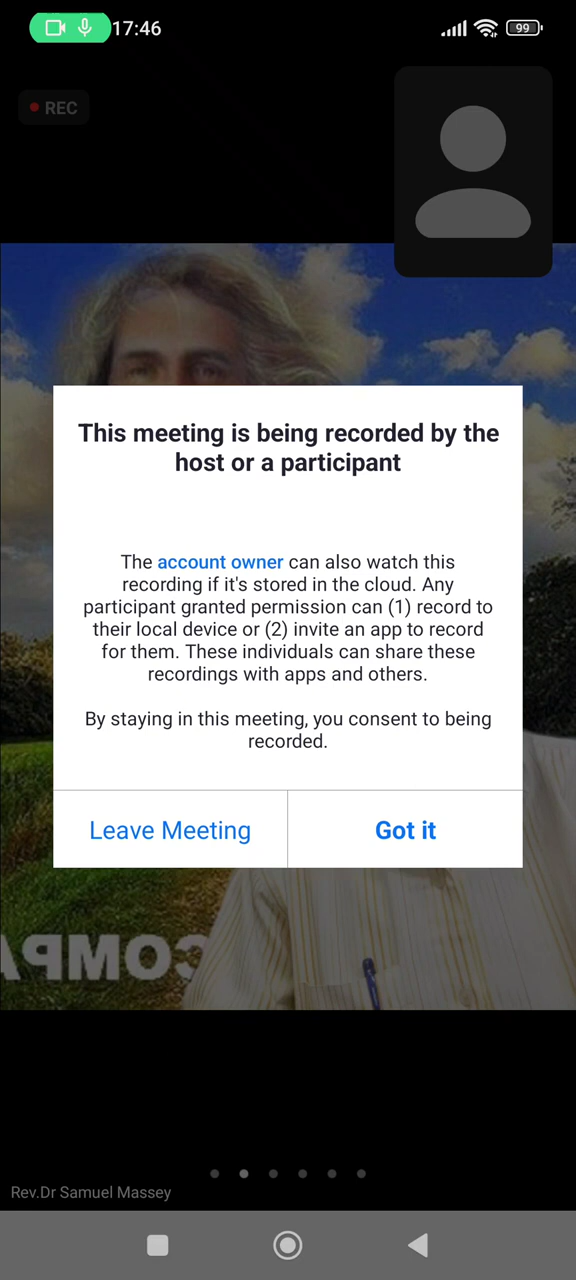 17:46
99
REC
This meeting is being recorded by the
host or a participant
The account owner can also watch this
recording if it's stored in the cloud. Any
participant granted permission can (1) record to
their local device or (2) invite an app to record
for them. These individuals can share these
recordings with apps and others.
By staying in this meeting, you consent to being
recorded.
Leave Meeting
Got it
COMPA
Rev.Dr Samuel Massey